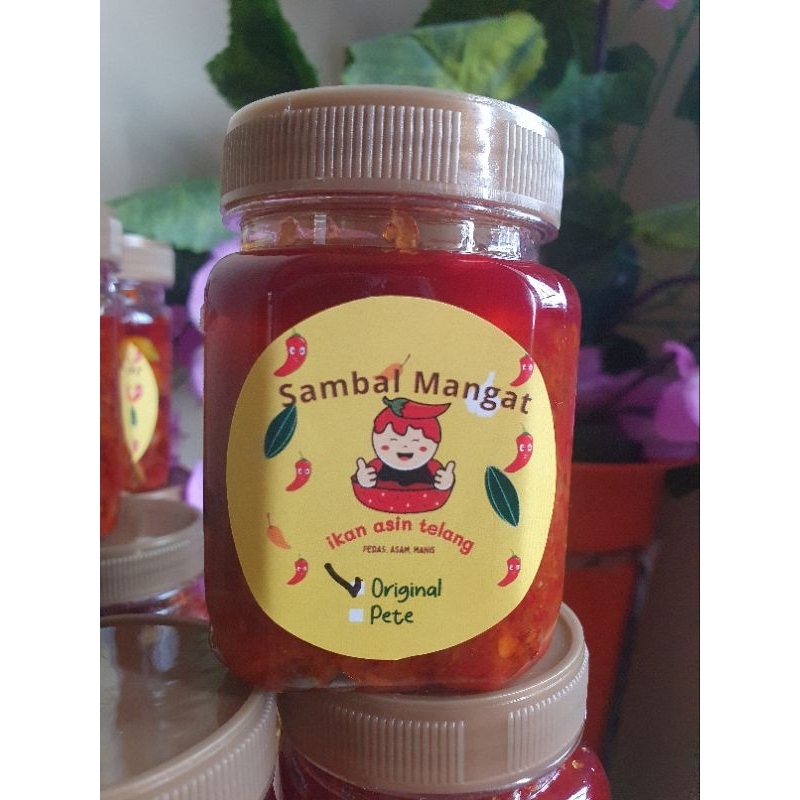 Sambal Mangat
ikan asin telang
PEDAS, ASAM, MANIS
Original
Pete